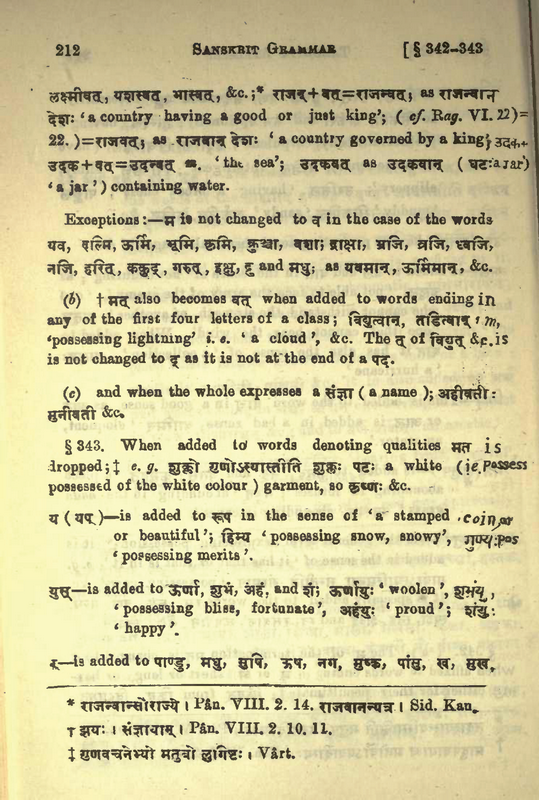 212 SANSKRIT GRAMMAR [ § 342-343
लक्ष्मीवत्, यशस्वत्, भास्वत्, &c.;* राजन्+वत्=राजन्वत्; as राजन्वान्
देशः 'a country having a good or just king'; ( cf. Rag. VI. 22)=
22. )=राजवत्; as राजवान् देशः 'a country governed by a king'; उदक+
उदक+वत्=उदन्वत् m. 'the sea'; उदकवत् as उदकवान् ( घटः a jar')
'a jar') containing water.
Exceptions:—म is not changed to व in the case of the words
यव, दल्मि, ऊर्मि, भूमि, कृमि, क्रुञ्चा, वशा, द्राक्षा, ध्रजि, व्रजि, ध्वजि,
नजि, हरित्, ककुद्, गरुत्, इक्षु, द्रु and मधु; as यवमान्, ऊर्मिमान्, &c.
(b) †मत् also becomes वत् when added to words ending in
any of the first four letters of a class; विद्युत्वान्, तडित्वान् m,
'possessing lightning' i. e. 'a cloud', &c. The त् of विद्युत् &c. is
is not changed to द् as it is not at the end of a पद.
(c) and when the whole expresses a संज्ञा ( a name ); अहीवती:
मुनीवती &c.
§ 343. When added to words denoting qualities मत is
dropped;‡ e. g. शुक्लो गुणोऽस्यास्तीति शुक्लः पटः a white (ie. possess
possessed of the white colour ) garment, so कृष्णः &c.
य ( यप् )—is added to रूप in the sense of 'a stamped coin or
or beautiful'; हिम्य 'possessing snow, snowy', गुण्यः pos
'possessing merits'.
युस्—is added to ऊर्णा, शुभं, अहं, and शं; ऊर्णायुः 'woolen', शुभंयु,
'possessing bliss, fortunate', अहंयुः 'proud'; शंयुः
'happy'.
र—is added to पाण्डु, मधु, सुषि, ऊष, नग, मुष्क, पांसु, ख, मुख,
* राजन्वान्सौराज्ये । Pân. VIII. 2. 14. राजवानन्यत्र । Sid. Kau.
† झयः । संज्ञायाम् । Pân. VIII. 2. 10. 11.
‡ गुणवचनेभ्यो मतुबो लुगिष्टः । Vârt.